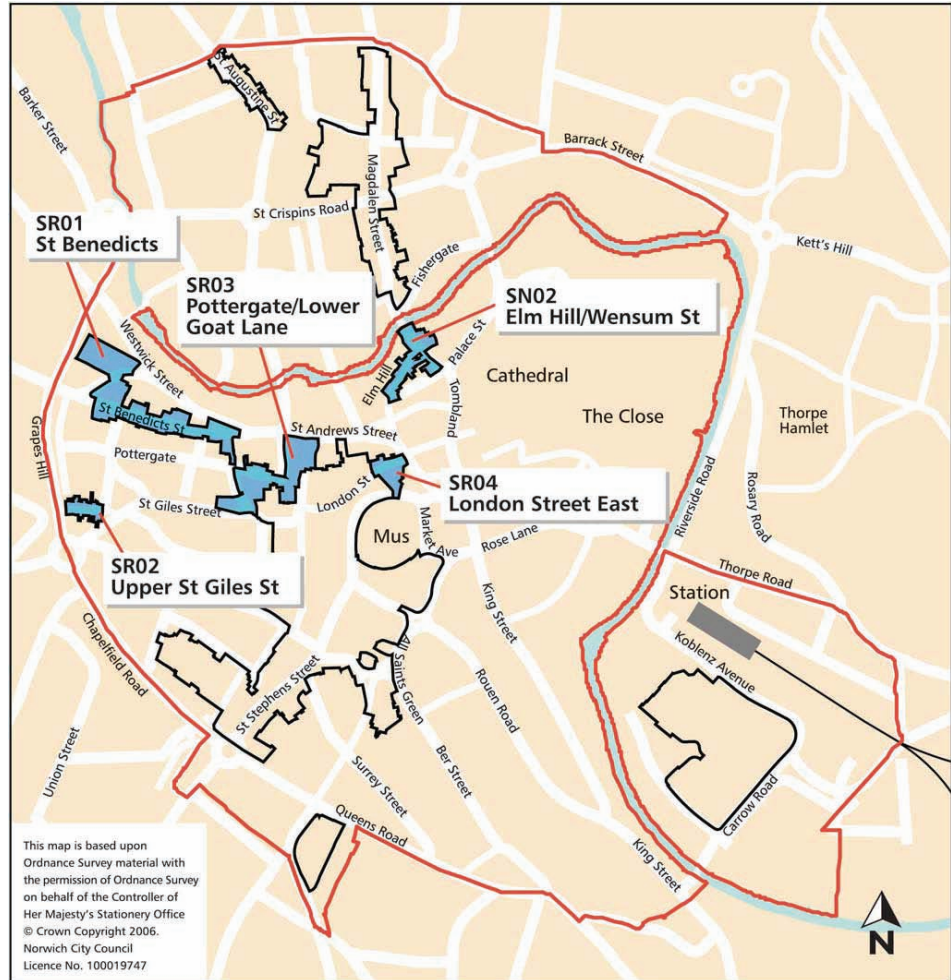 St Augustine St
Barker Street
Magdalen Street
Barrack Street
St Crispins Road
SR01
St Benedicts
Kett's Hill
Fishergate
SR03
Pottergate/Lower
Goat Lane
SN02
Elm Hill/Wensum St
Westwick Street
Palace St
Elm Hill
Cathedral
Tombland
The Close
Thorpe
Hamlet
St Benedicts St
St Andrews Street
Grapes Hill
Pottergate
London St
SR04
London Street East
Riverside Road
Rosary Road
St Giles Street
Mus
Market Ave
Rose Lane
SR02
Upper St Giles St
Thorpe Road
Station
King Street
Koblenz Avenue
Chapelfield Road
All Saints Green
Rouen Road
St Stephens Street
Ber Street
Union Street
Surrey Street
Carrow Road
Queens Road
King Street
This map is based upon
Ordnance Survey material with
the permission of Ordnance Survey
on behalf of the Controller of
Her Majesty's Stationery Office
© Crown Copyright 2006.
Norwich City Council
Licence No. 100019747
N